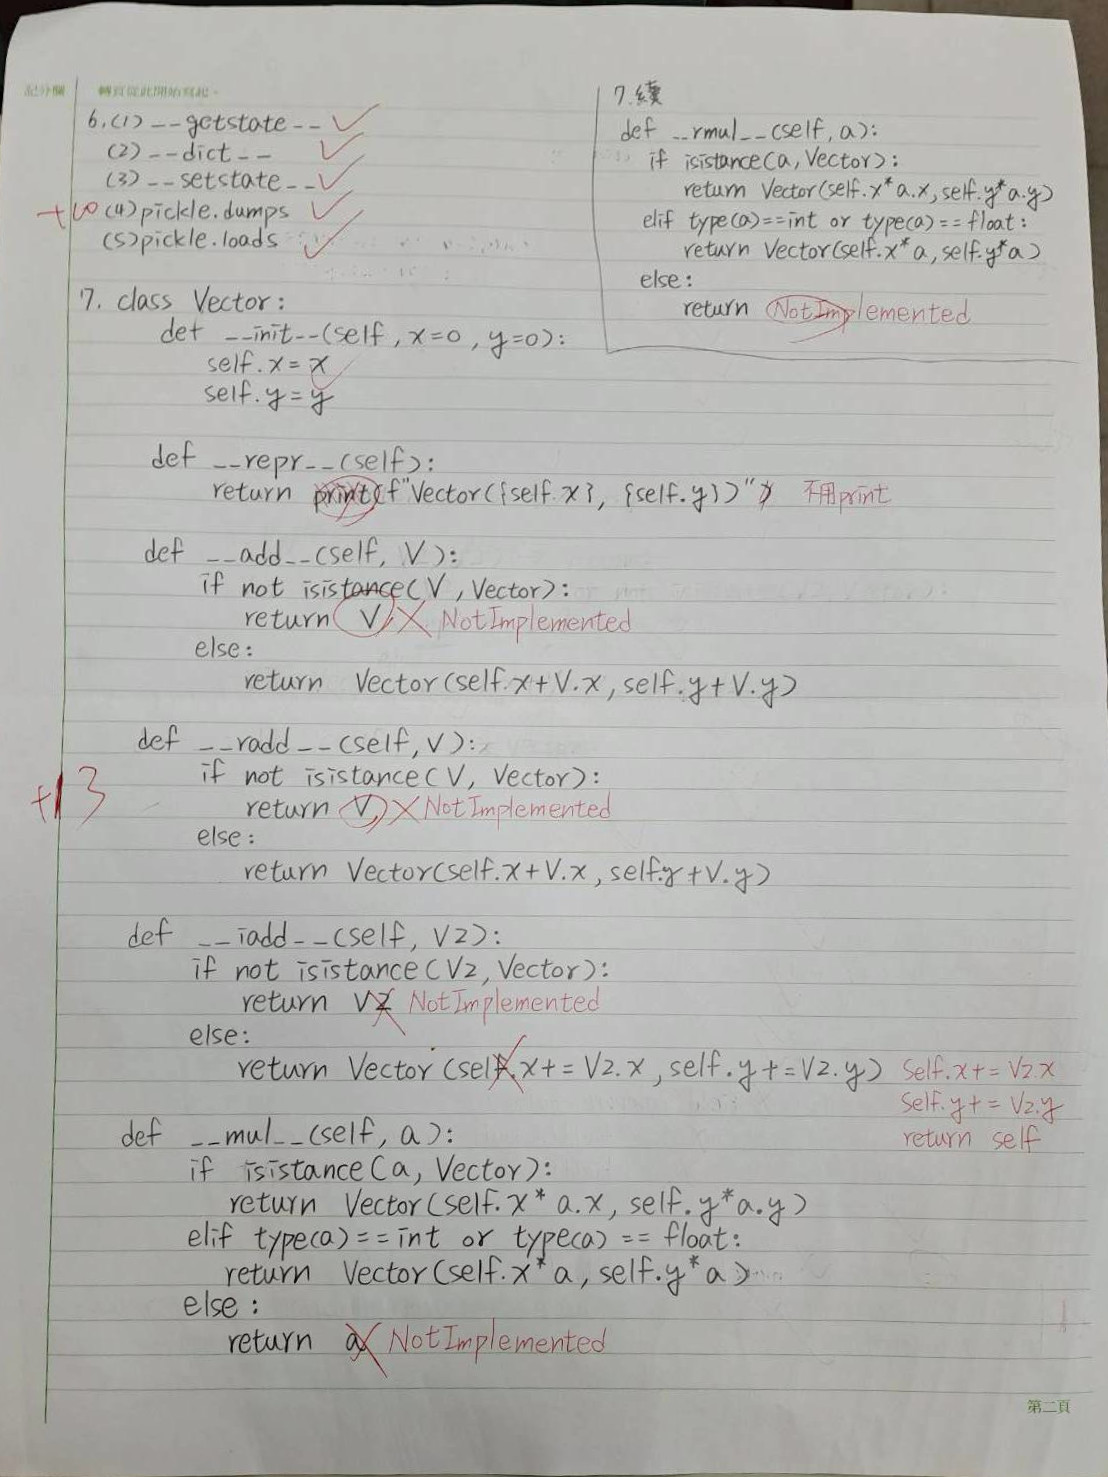 記分欄 轉頁從此開始寫起。
6.(1) __getstate__
(2) __dict__
(3) __setstate__
+10 (4) pickle.dumps
(5) pickle.loads
7. class Vector:
def __init__(self, x=0, y=0):
self.x = x
self.y = y
def __repr__(self):
return print(f"Vector({self.x}, {self.y})") 不用print
def __add__(self, V):
if not isistance(V, Vector):
return V NotImplemented
else:
return Vector(self.x+V.x, self.y+V.y)
def __radd__(self, V):
if not isistance(V, Vector):
+13 return V NotImplemented
else:
return Vector(self.x+V.x, self.y+V.y)
def __iadd__(self, V2):
if not isistance(V2, Vector):
return V2 NotImplemented
else:
return Vector(self.x+=V2.x, self.y+=V2.y) Self.x+=V2.x
Self.y+=V2.y
return self
def __mul__(self, a):
if isistance(a, Vector):
return Vector(self.x*a.x, self.y*a.y)
elif type(a)==int or type(a)==float:
return Vector(self.x*a, self.y*a)
else:
return a NotImplemented
7.續
def __rmul__(self, a):
if isistance(a, Vector):
return Vector(self.x*a.x, self.y*a.y)
elif type(a)==int or type(a)==float:
return Vector(self.x*a, self.y*a)
else:
return NotImplemented
第二頁